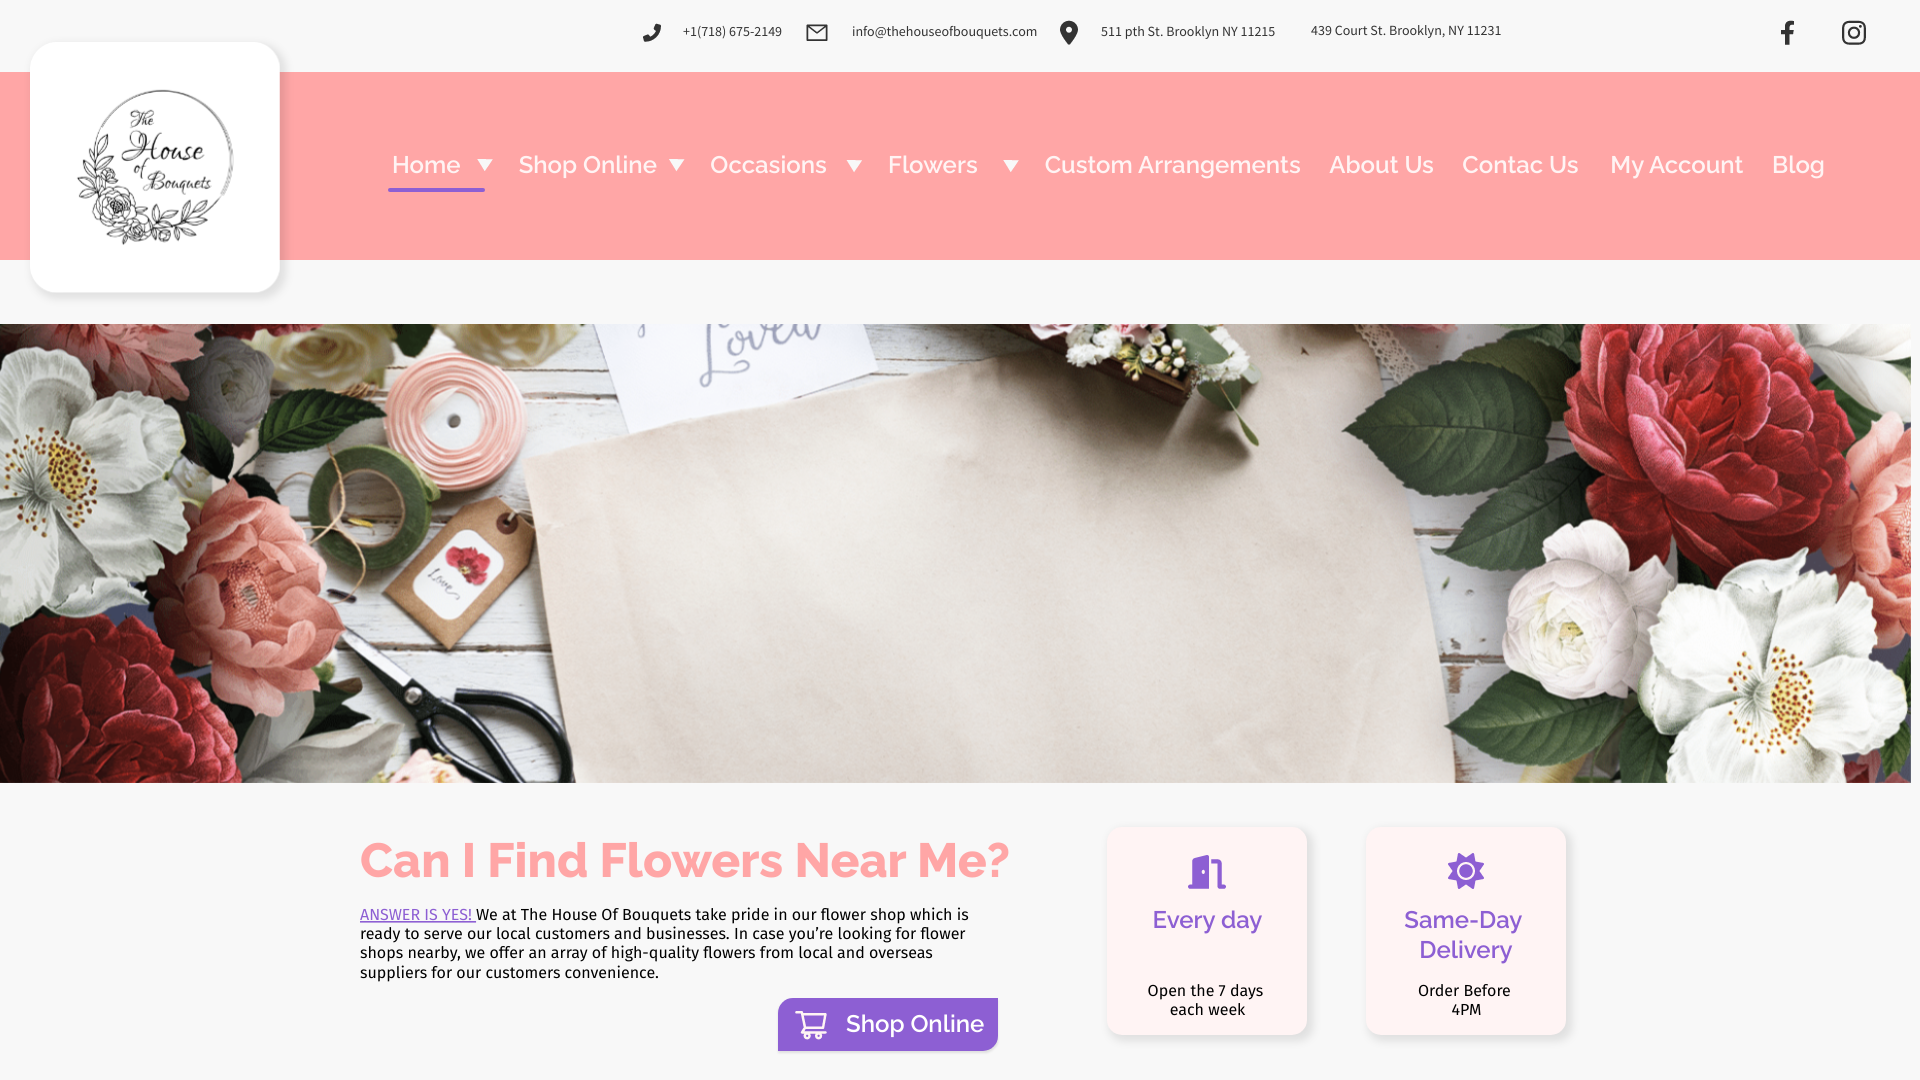 +1(718) 675-2149
info@thehouseofbouquets.com
511 pth St. Brooklyn NY 11215
439 Court St. Brooklyn, NY 11231
The
House
of
Bouquets
Home
Shop Online
Occasions
Flowers
Custom Arrangements
About Us
Contac Us
My Account
Blog
Loved
Love
Can I Find Flowers Near Me?
ANSWER IS YES! We at The House Of Bouquets take pride in our flower shop which is
ready to serve our local customers and businesses. In case you’re looking for flower
shops nearby, we offer an array of high-quality flowers from local and overseas
suppliers for our customers convenience.
Shop Online
Every day
Open the 7 days
each week
Same-Day
Delivery
Order Before
4PM